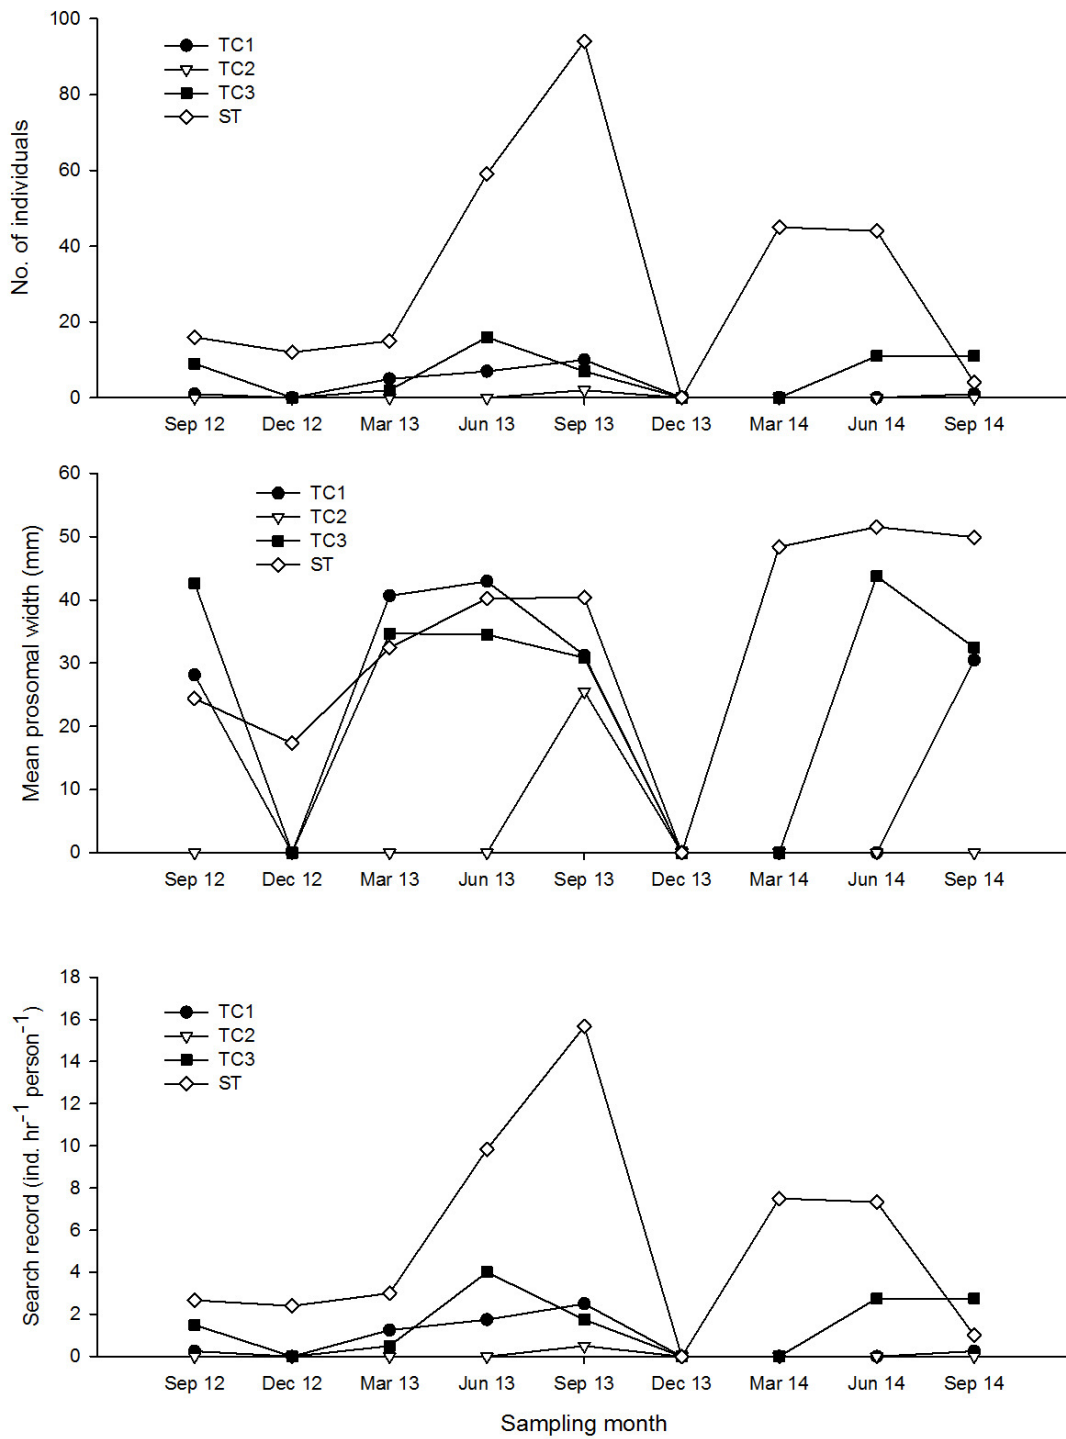 100
80
60
40
20
0
No. of individuals
TC1
TC2
TC3
ST
Sep 12 Dec 12 Mar 13 Jun 13 Sep 13 Dec 13 Mar 14 Jun 14 Sep 14
60
50
40
30
20
10
0
Mean prosomal width (mm)
TC1
TC2
TC3
ST
Sep 12 Dec 12 Mar 13 Jun 13 Sep 13 Dec 13 Mar 14 Jun 14 Sep 14
18
16
14
12
10
8
6
4
2
0
Search record (ind. hr⁻¹ person⁻¹)
TC1
TC2
TC3
ST
Sep 12 Dec 12 Mar 13 Jun 13 Sep 13 Dec 13 Mar 14 Jun 14 Sep 14
Sampling month